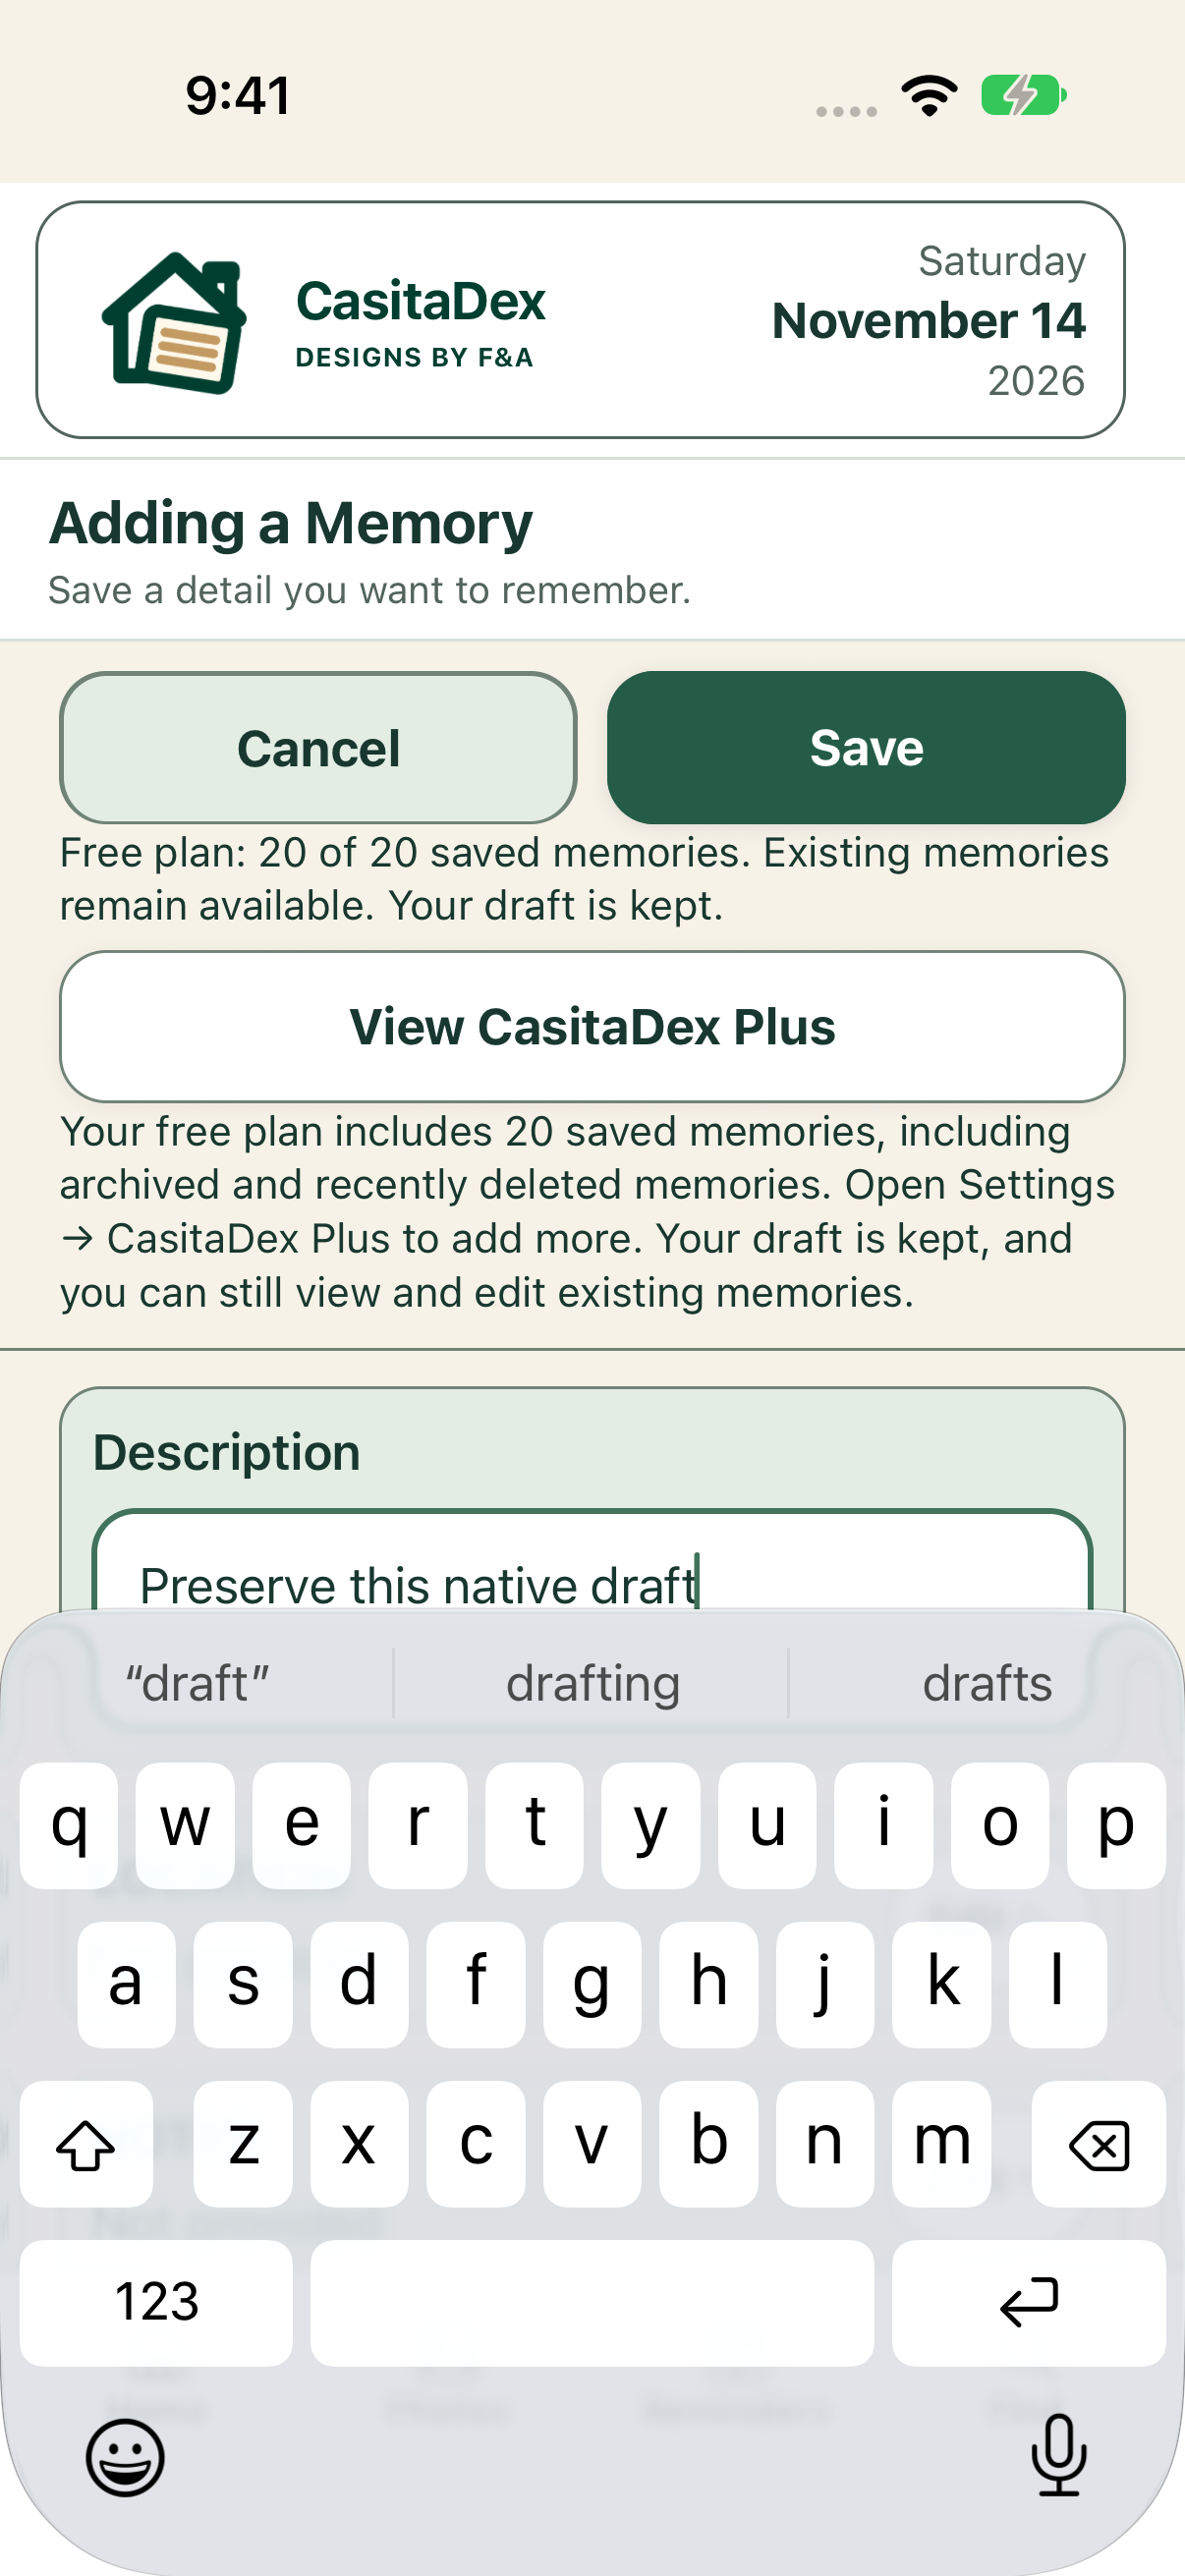 9:41
CasitaDex
DESIGNS BY F&A
Saturday
November 14
2026
Adding a Memory
Save a detail you want to remember.
Cancel
Save
Free plan: 20 of 20 saved memories. Existing memories
remain available. Your draft is kept.
View CasitaDex Plus
Your free plan includes 20 saved memories, including
archived and recently deleted memories. Open Settings
→ CasitaDex Plus to add more. Your draft is kept, and
you can still view and edit existing memories.
Description
Preserve this native draft
“draft”
drafting
drafts
q w e r t y u i o p
a s d f g h j k l
z x c v b n m
123